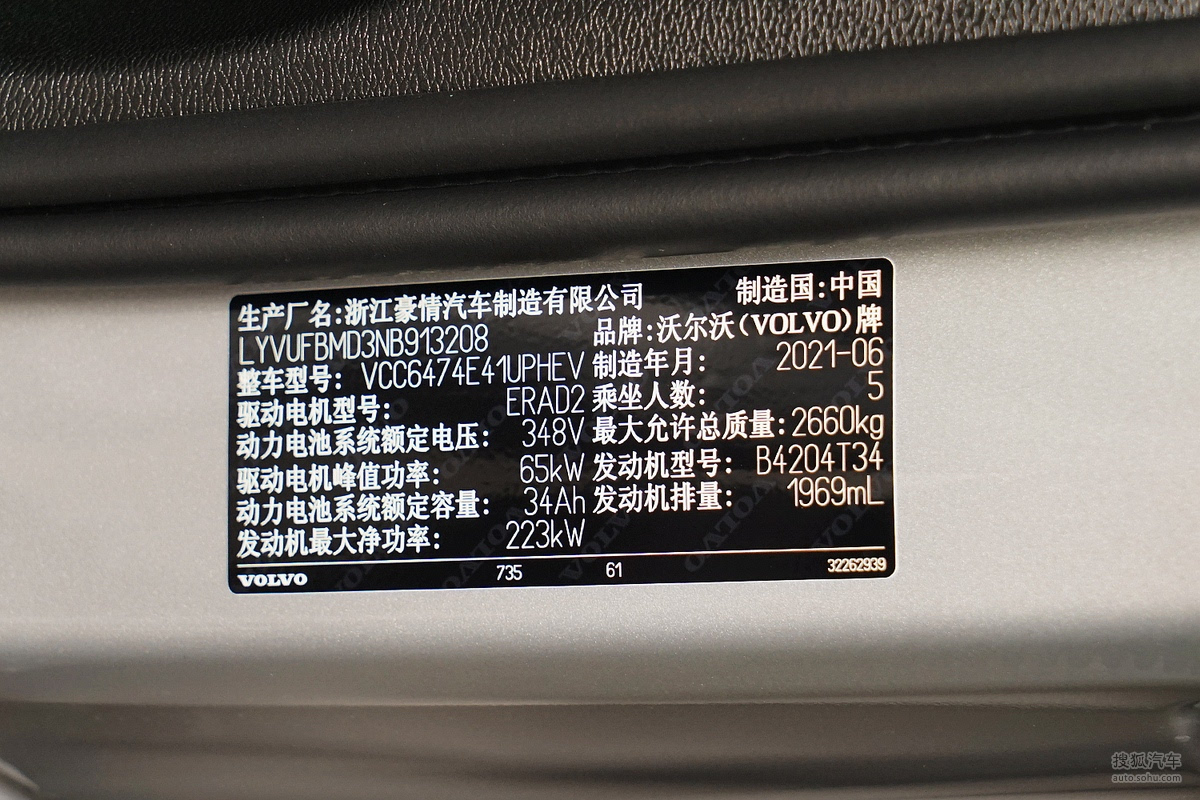 生产厂名:浙江豪情汽车制造有限公司 制造国:中国
LYVUFBMD3NB913208 品牌:沃尔沃(VOLVO)牌
整车型号: VCC6474E41UPHEV 制造年月: 2021-06
驱动电机型号: ERAD2 乘坐人数: 5
动力电池系统额定电压: 348V 最大允许总质量: 2660kg
驱动电机峰值功率: 65kW 发动机型号: B4204T34
动力电池系统额定容量: 34Ah 发动机排量: 1969mL
发动机最大净功率: 223kW
VOLVO 735 61 32262939
搜狐汽车
auto.sohu.com